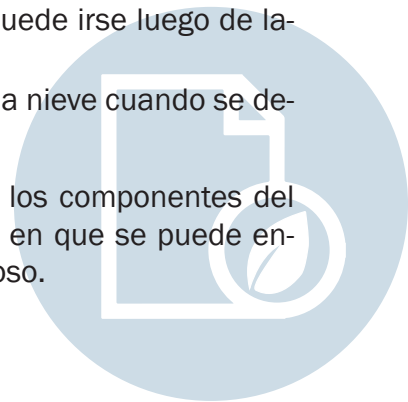 uede irse luego de la-
a nieve cuando se de-
los componentes del
en que se puede en-
oso.